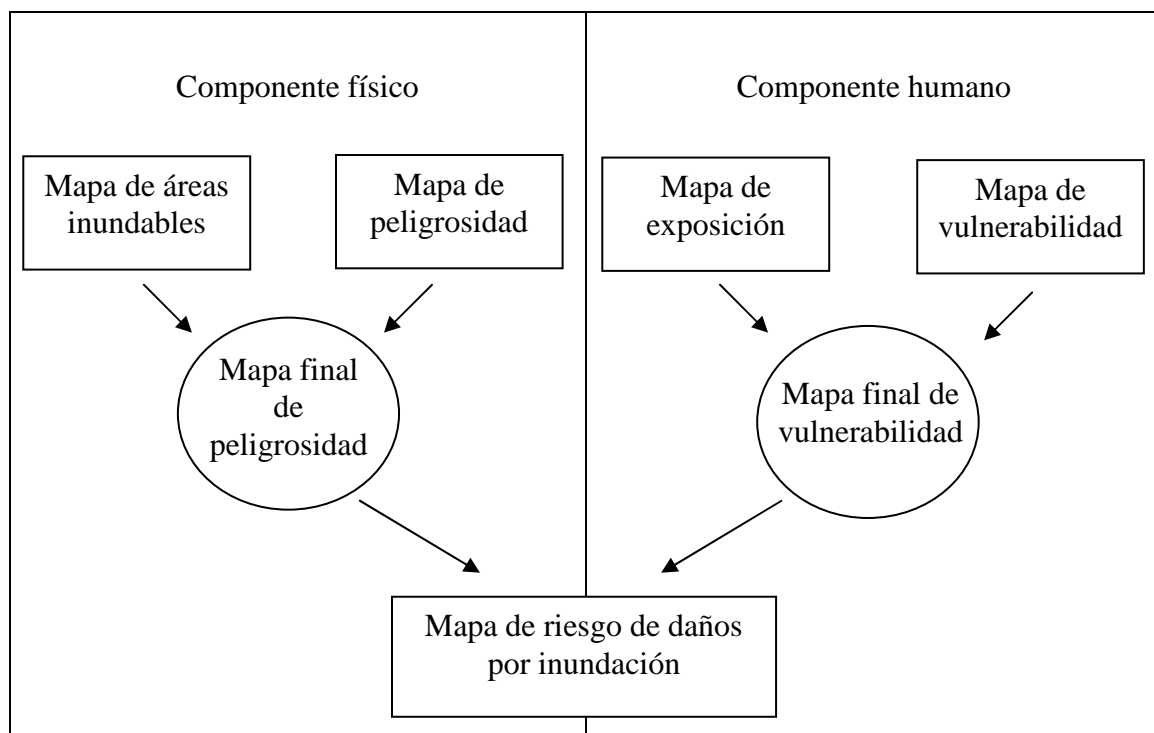 Componente físico
Componente humano
Mapa de áreas
inundables
Mapa de
peligrosidad
Mapa de
exposición
Mapa de
vulnerabilidad
Mapa final
de
peligrosidad
Mapa final de
vulnerabilidad
Mapa de riesgo de daños
por inundación